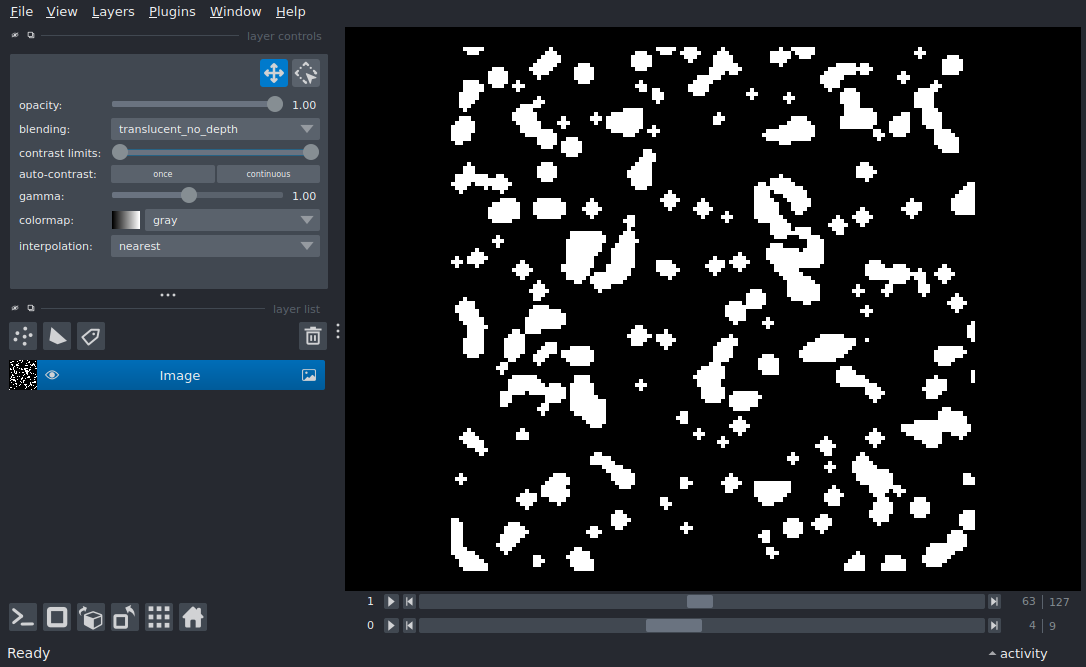 File View Layers Plugins Window Help
layer controls
opacity: 1.00
blending: translucent_no_depth
contrast limits:
auto-contrast: once continuous
gamma: 1.00
colormap: gray
interpolation: nearest
layer list
Image
1 63 127
0 4 9
Ready activity